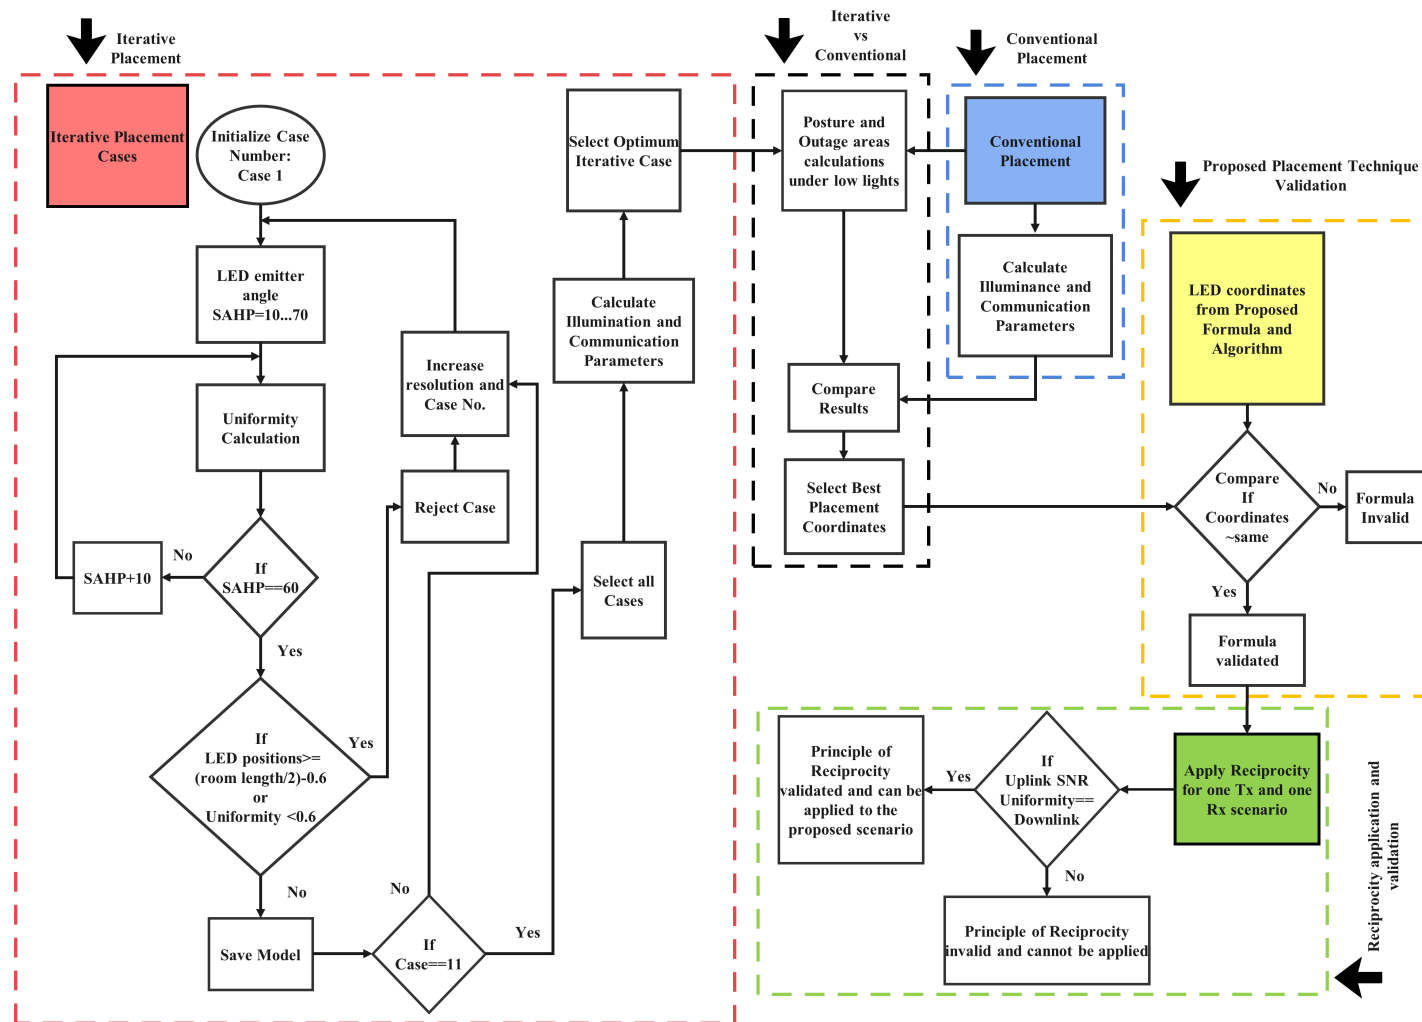 Iterative
Placement
Iterative Placement
Cases
Initialize Case
Number:
Case 1
LED emitter
angle
SAHP=10...70
Uniformity
Calculation
If
SAHP==60
No
SAHP+10
Yes
If
LED positions>=
(room length/2)-0.6
or
Uniformity <0.6
Yes
No
Save Model
If
Case==11
No
Yes
Reject Case
Increase
resolution and
Case No.
Select all
Cases
Calculate
Illumination and
Communication
Parameters
Select Optimum
Iterative Case
Iterative
vs
Conventional
Posture and
Outage areas
calculations
under low lights
Compare
Results
Select Best
Placement
Coordinates
Conventional
Placement
Conventional
Placement
Calculate
Illuminance and
Communication
Parameters
Proposed Placement Technique
Validation
LED coordinates
from Proposed
Formula and
Algorithm
Compare
If
Coordinates
~same
No
Formula
Invalid
Yes
Formula
validated
Apply Reciprocity
for one Tx and one
Rx scenario
If
Uplink SNR
Uniformity==
Downlink
Yes
Principle of
Reciprocity
validated and can be
applied to the
proposed scenario
No
Principle of Reciprocity
invalid and cannot be applied
Reciprocity application and
validation